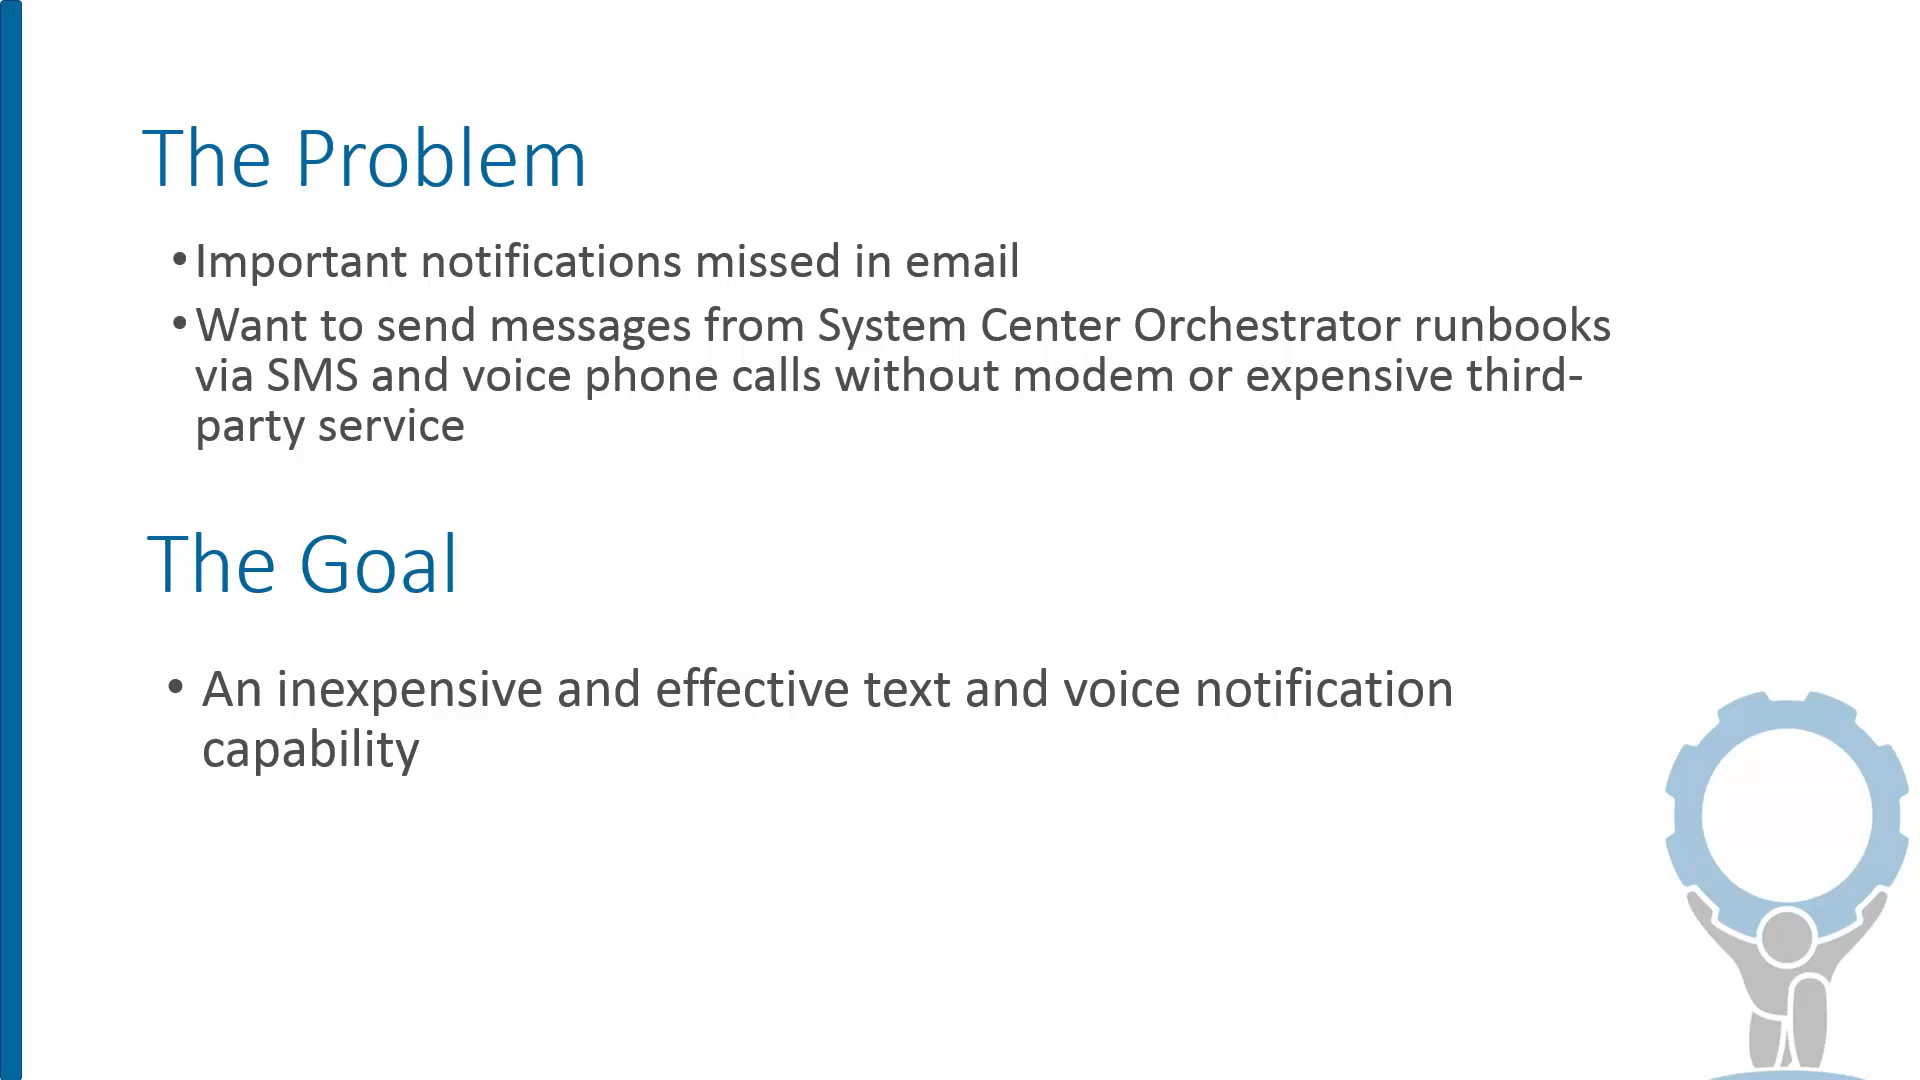 The Problem
•Important notifications missed in email
•Want to send messages from System Center Orchestrator runbooks
via SMS and voice phone calls without modem or expensive third-
party service
The Goal
• An inexpensive and effective text and voice notification
capability